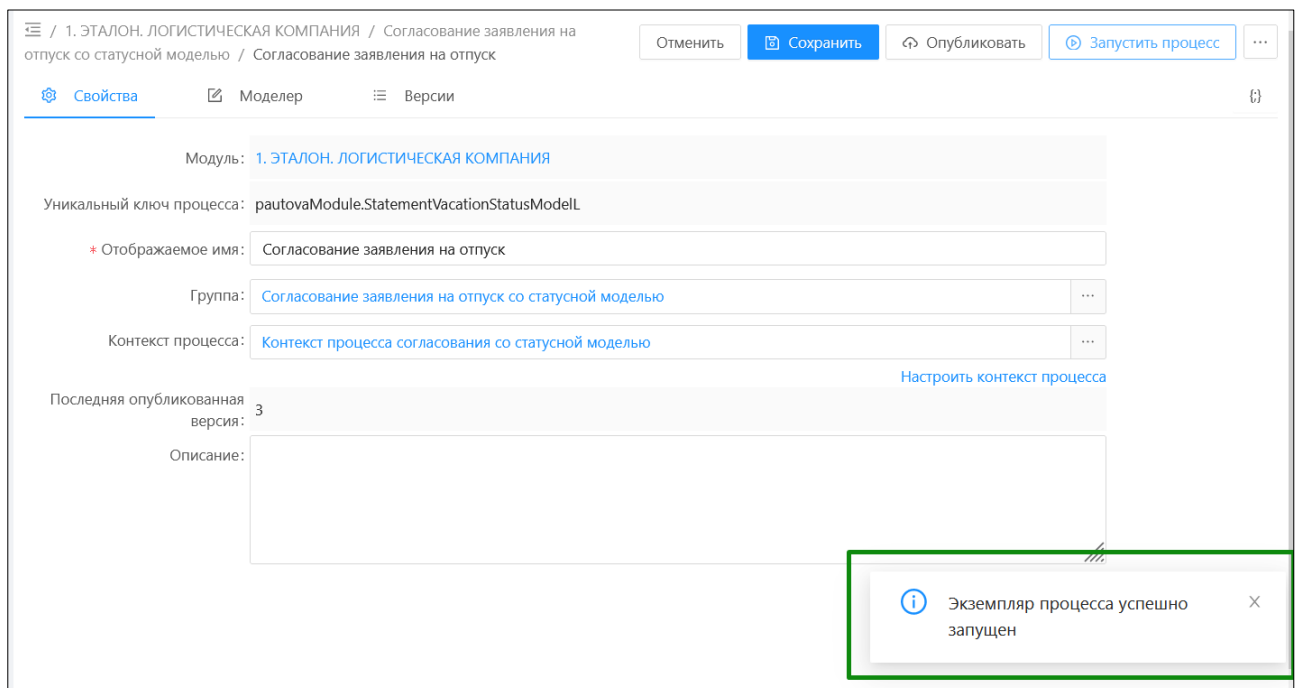 / 1. ЭТАЛОН. ЛОГИСТИЧЕСКАЯ КОМПАНИЯ / Согласование заявления на
отпуск со статусной моделью / Согласование заявления на отпуск
Отменить Сохранить Опубликовать Запустить процесс ...
Свойства Моделер Версии {;}
Модуль: 1. ЭТАЛОН. ЛОГИСТИЧЕСКАЯ КОМПАНИЯ
Уникальный ключ процесса: pautovaModule.StatementVacationStatusModelL
* Отображаемое имя: Согласование заявления на отпуск
Группа: Согласование заявления на отпуск со статусной моделью ...
Контекст процесса: Контекст процесса согласования со статусной моделью ...
Настроить контекст процесса
Последняя опубликованная
версия: 3
Описание:
Экземпляр процесса успешно
запущен